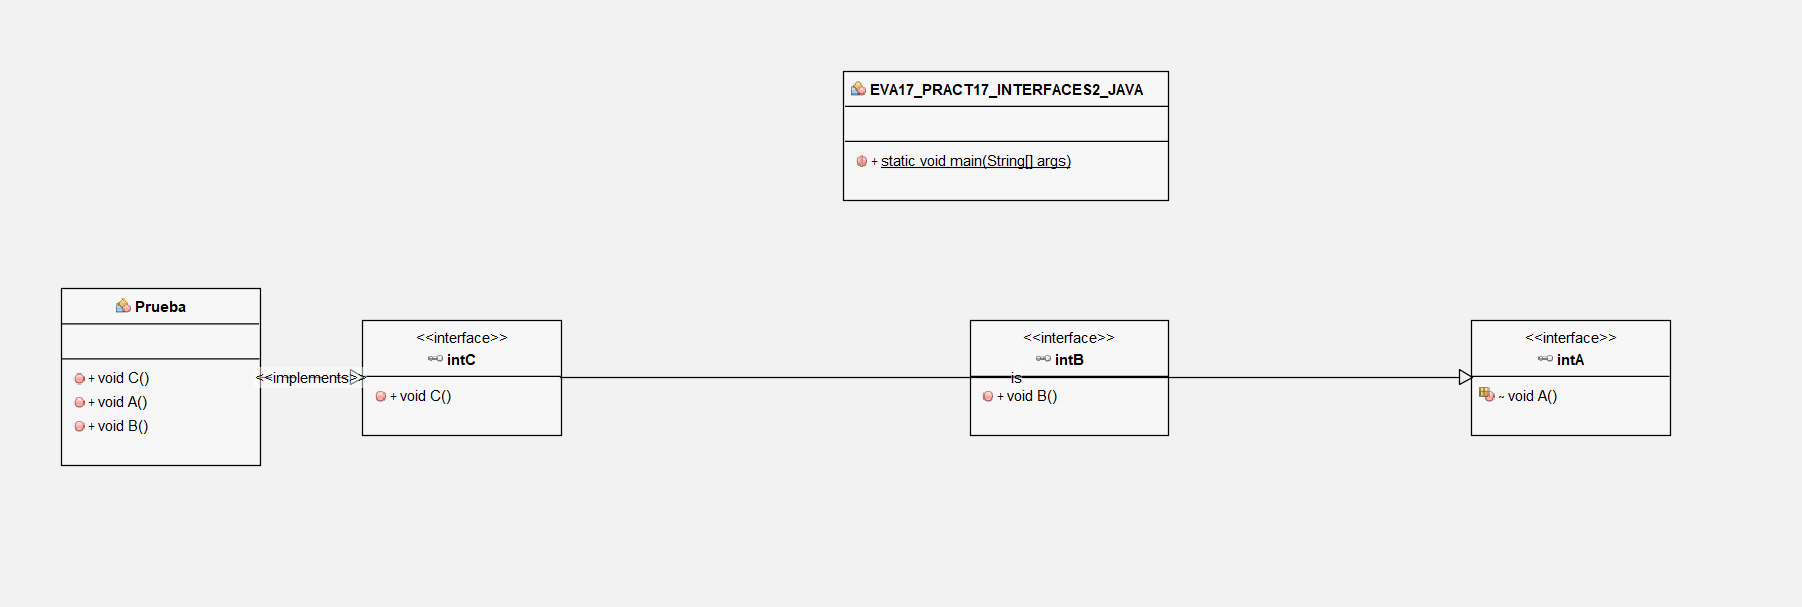 EVA17_PRACT17_INTERFACES2_JAVA
+ static void main(String[] args)
Prueba
+ void C()
+ void A()
+ void B()
<<implements>>
<<interface>>
intC
+ void C()
<<interface>>
intB
is
+ void B()
<<interface>>
intA
~ void A()